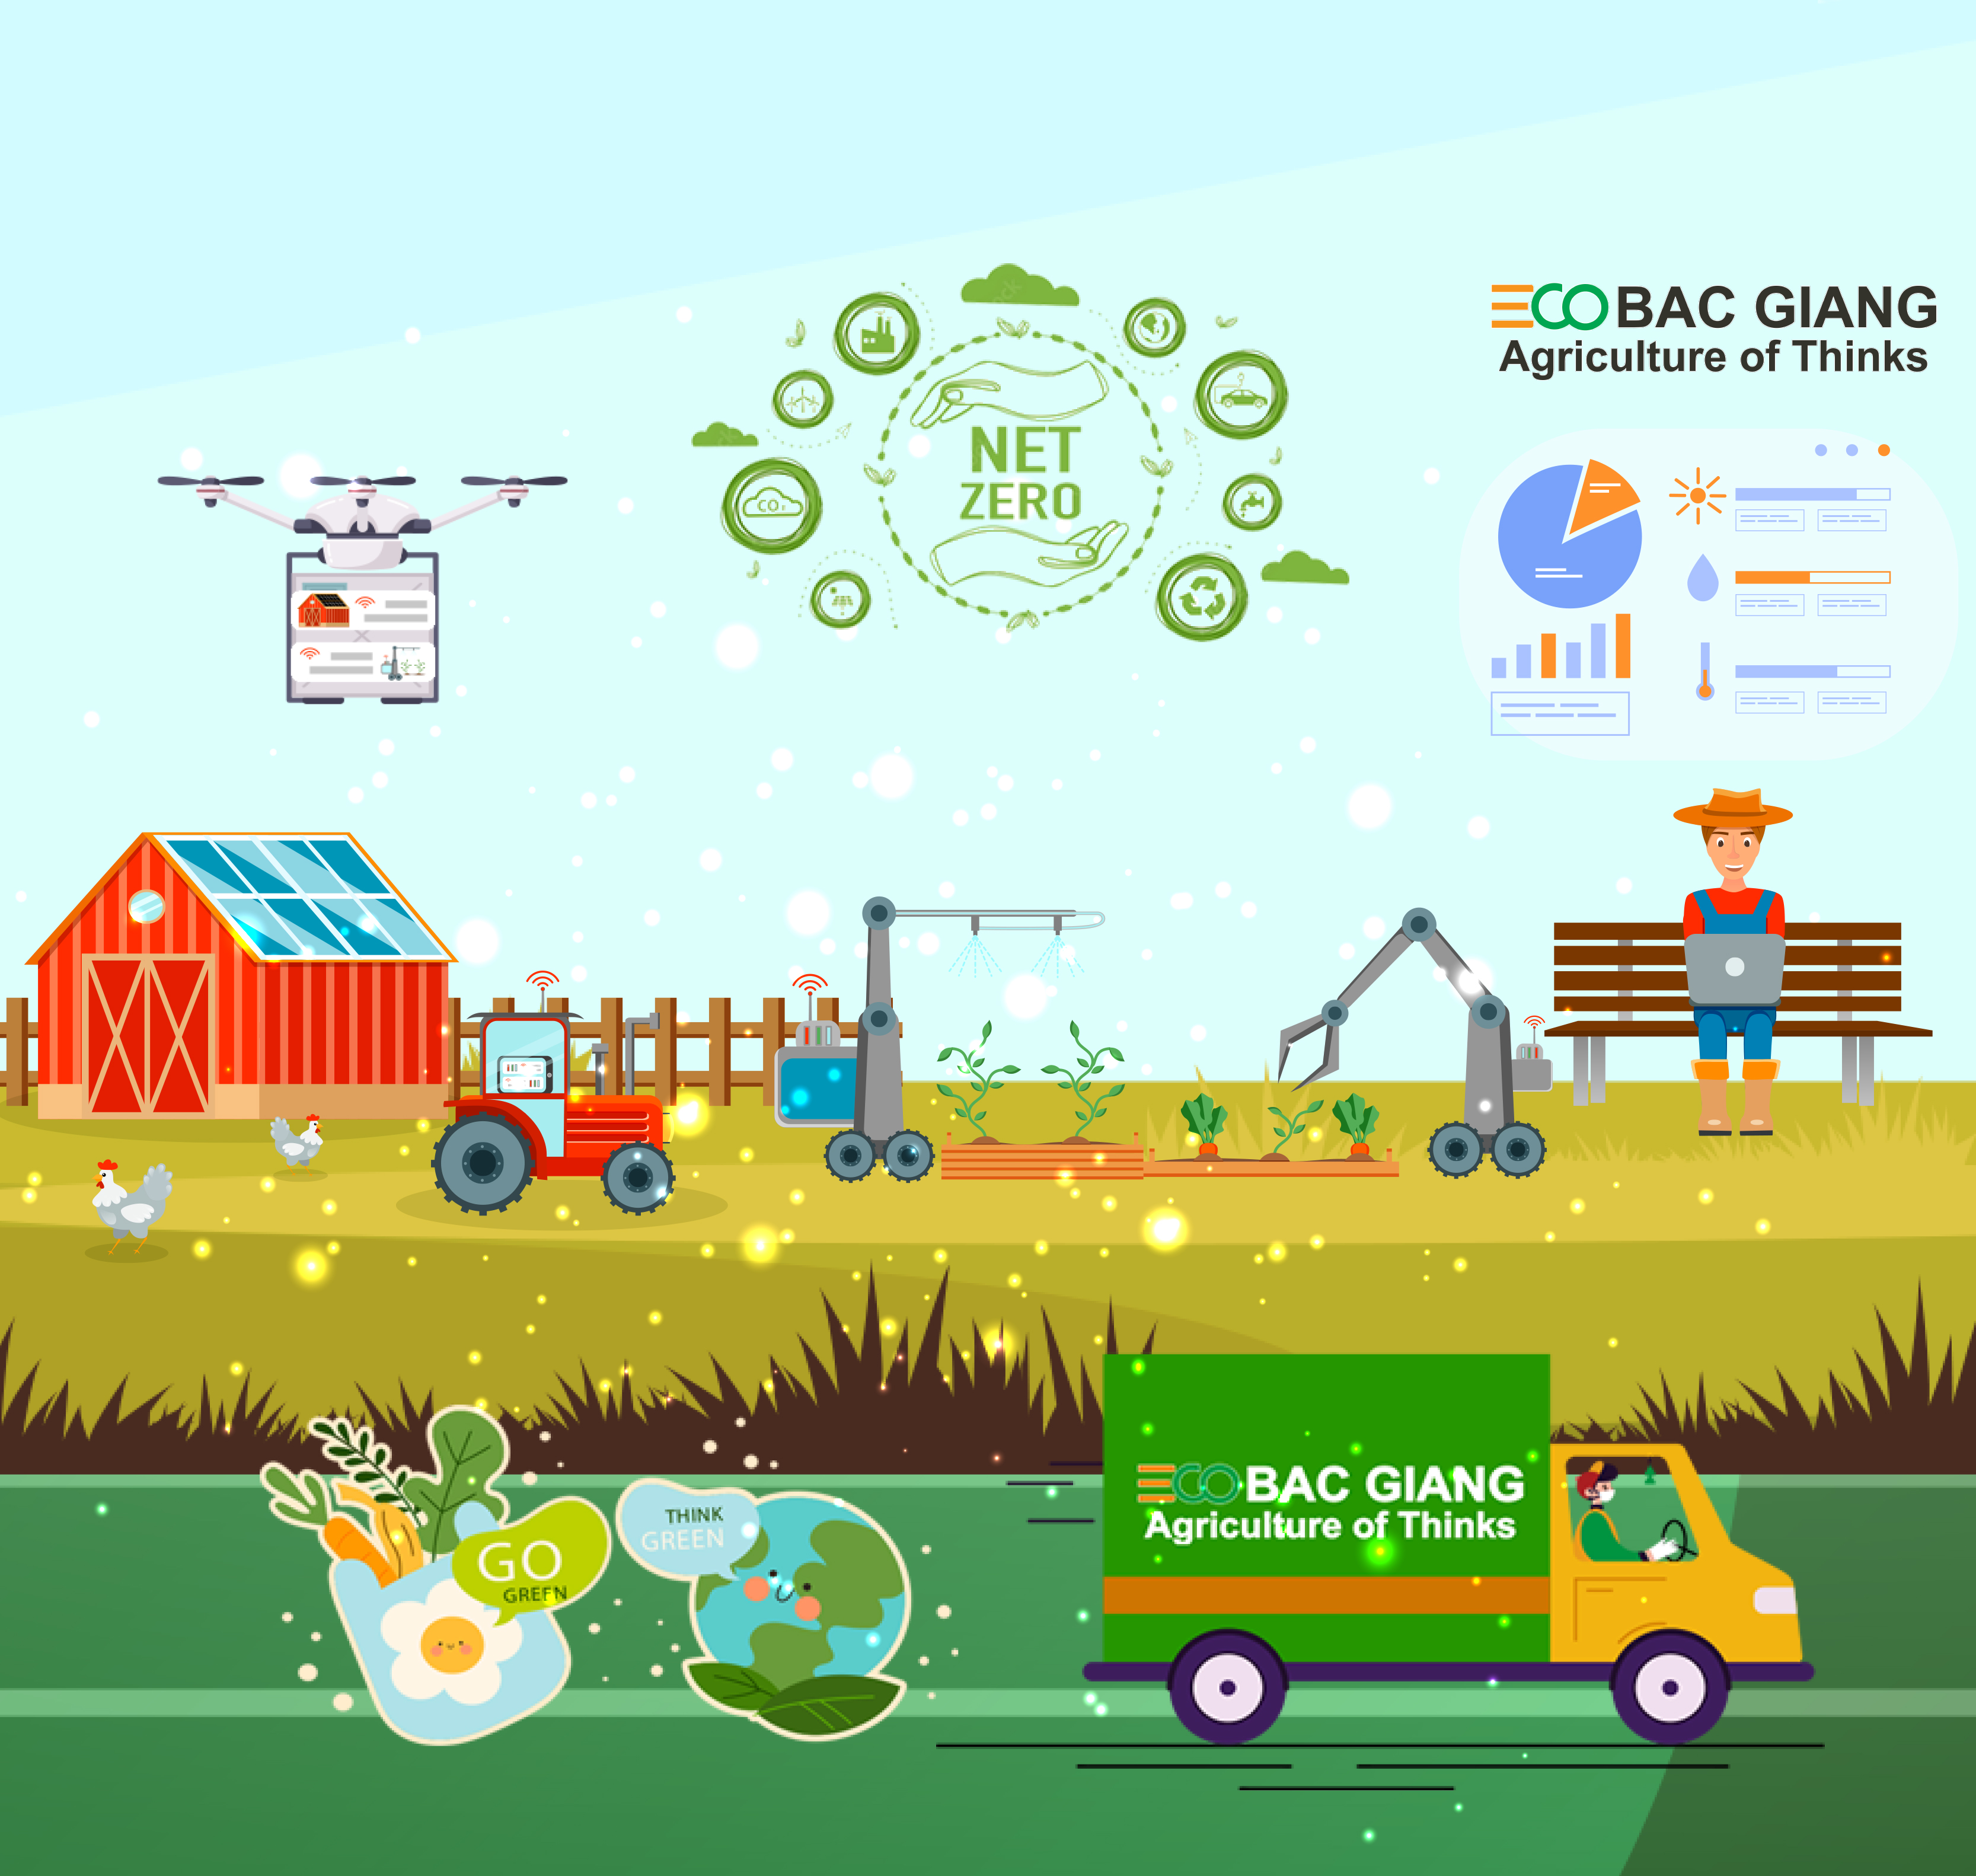 ECO BAC GIANG
Agriculture of Thinks
NET
ZERO
CO₂
THINK
GREEN
GO
GREEN
ECO BAC GIANG
Agriculture of Thinks